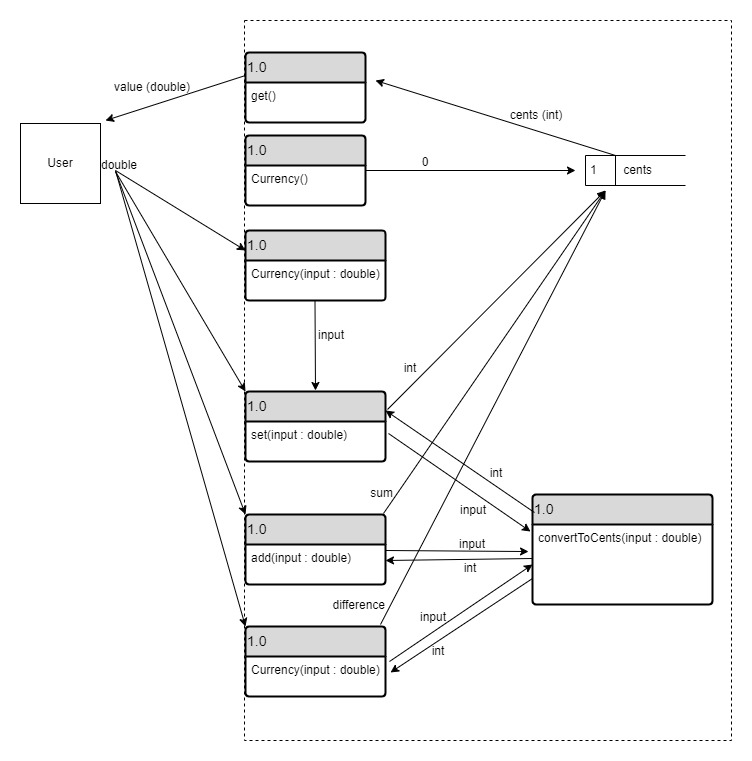 1.0
get()
value (double)
cents (int)
User
double
1.0
Currency()
0
1
cents
1.0
Currency(input : double)
input
int
1.0
set(input : double)
int
input
sum
1.0
convertToCents(input : double)
1.0
add(input : double)
input
int
difference
input
1.0
Currency(input : double)
int